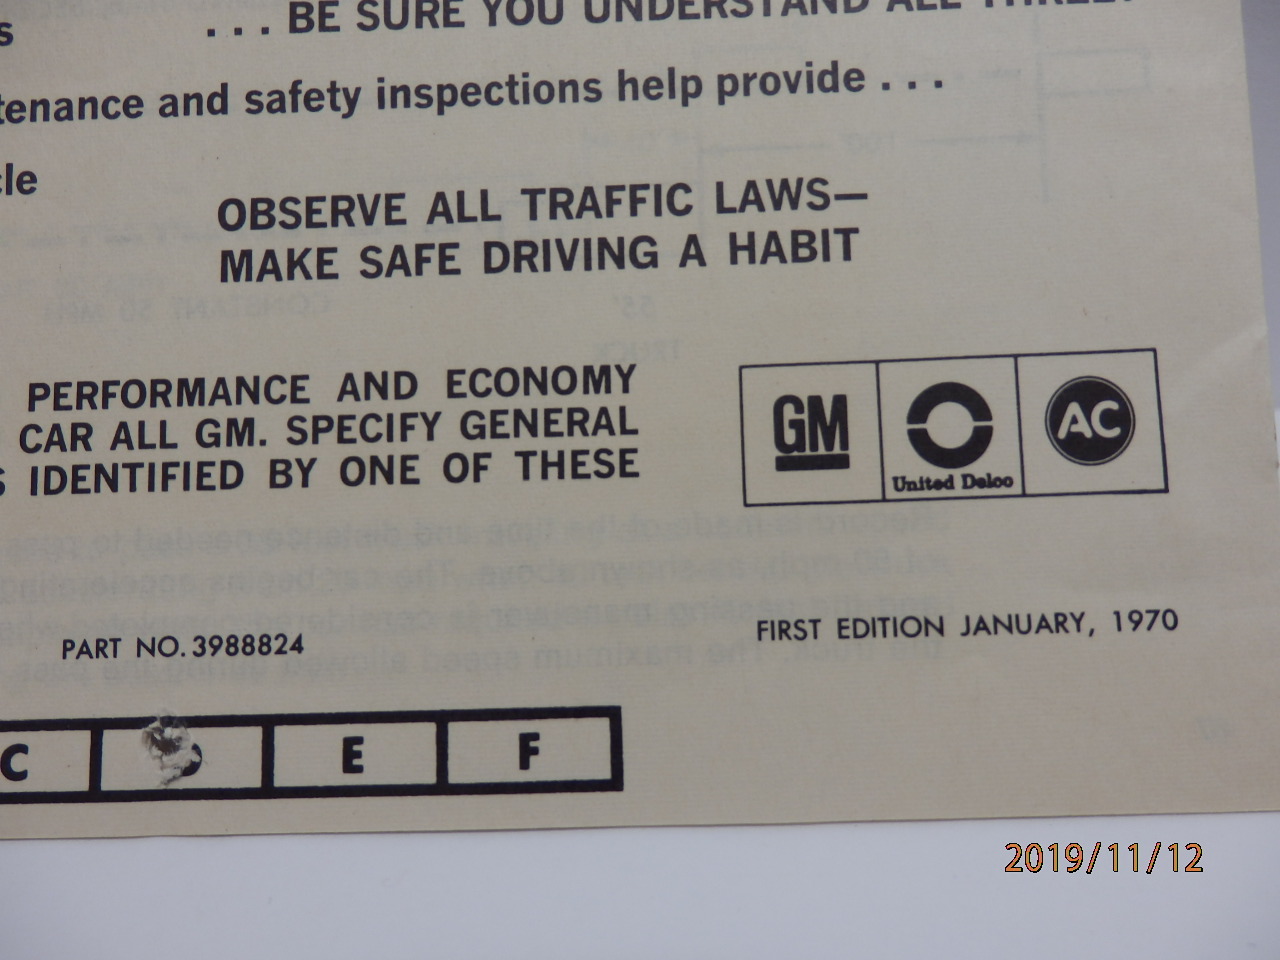 s
. . . BE SURE YOU UNDERSTAND ALL THREE!
tenance and safety inspections help provide . . .
cle
OBSERVE ALL TRAFFIC LAWS—
MAKE SAFE DRIVING A HABIT
PERFORMANCE AND ECONOMY
CAR ALL GM. SPECIFY GENERAL
S IDENTIFIED BY ONE OF THESE
GM
United Delco
AC
PART NO. 3988824
FIRST EDITION JANUARY, 1970
C E F
2019/11/12